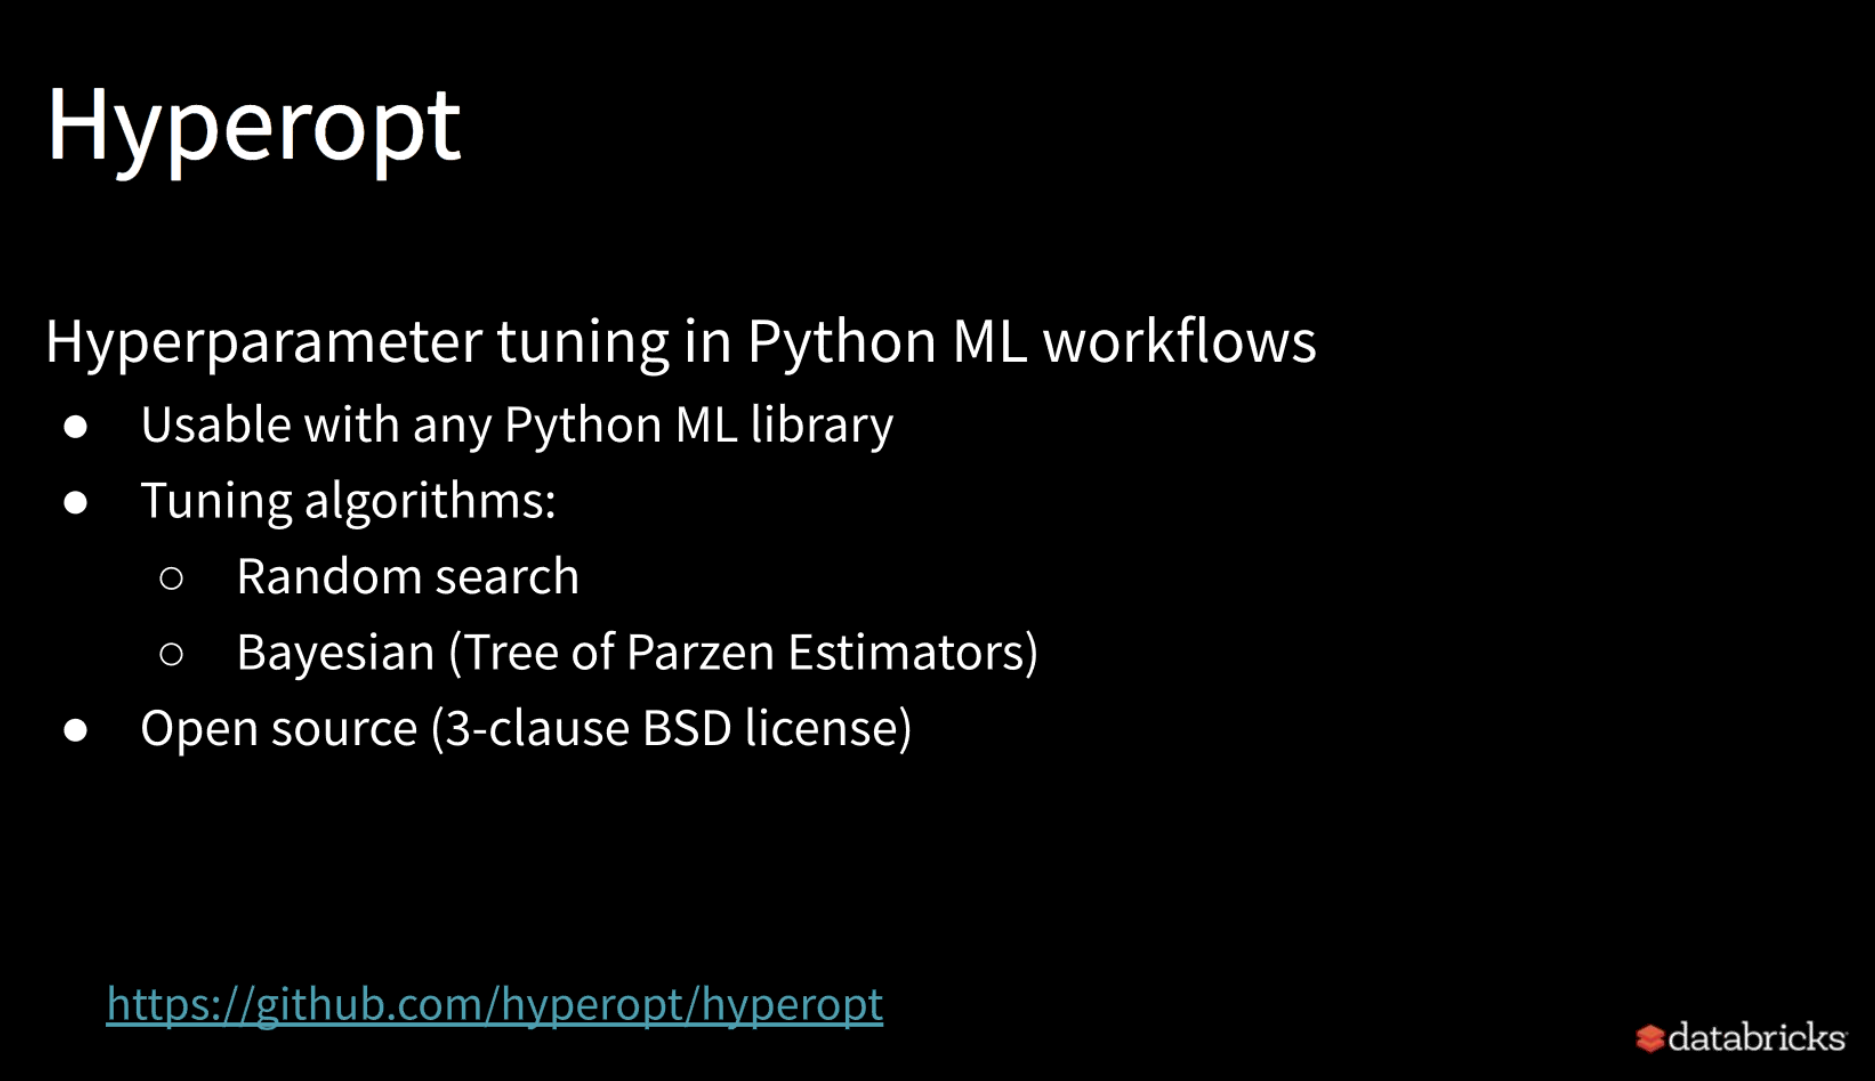 Hyperopt
Hyperparameter tuning in Python ML workflows
● Usable with any Python ML library
● Tuning algorithms:
○ Random search
○ Bayesian (Tree of Parzen Estimators)
● Open source (3-clause BSD license)
https://github.com/hyperopt/hyperopt
databricks